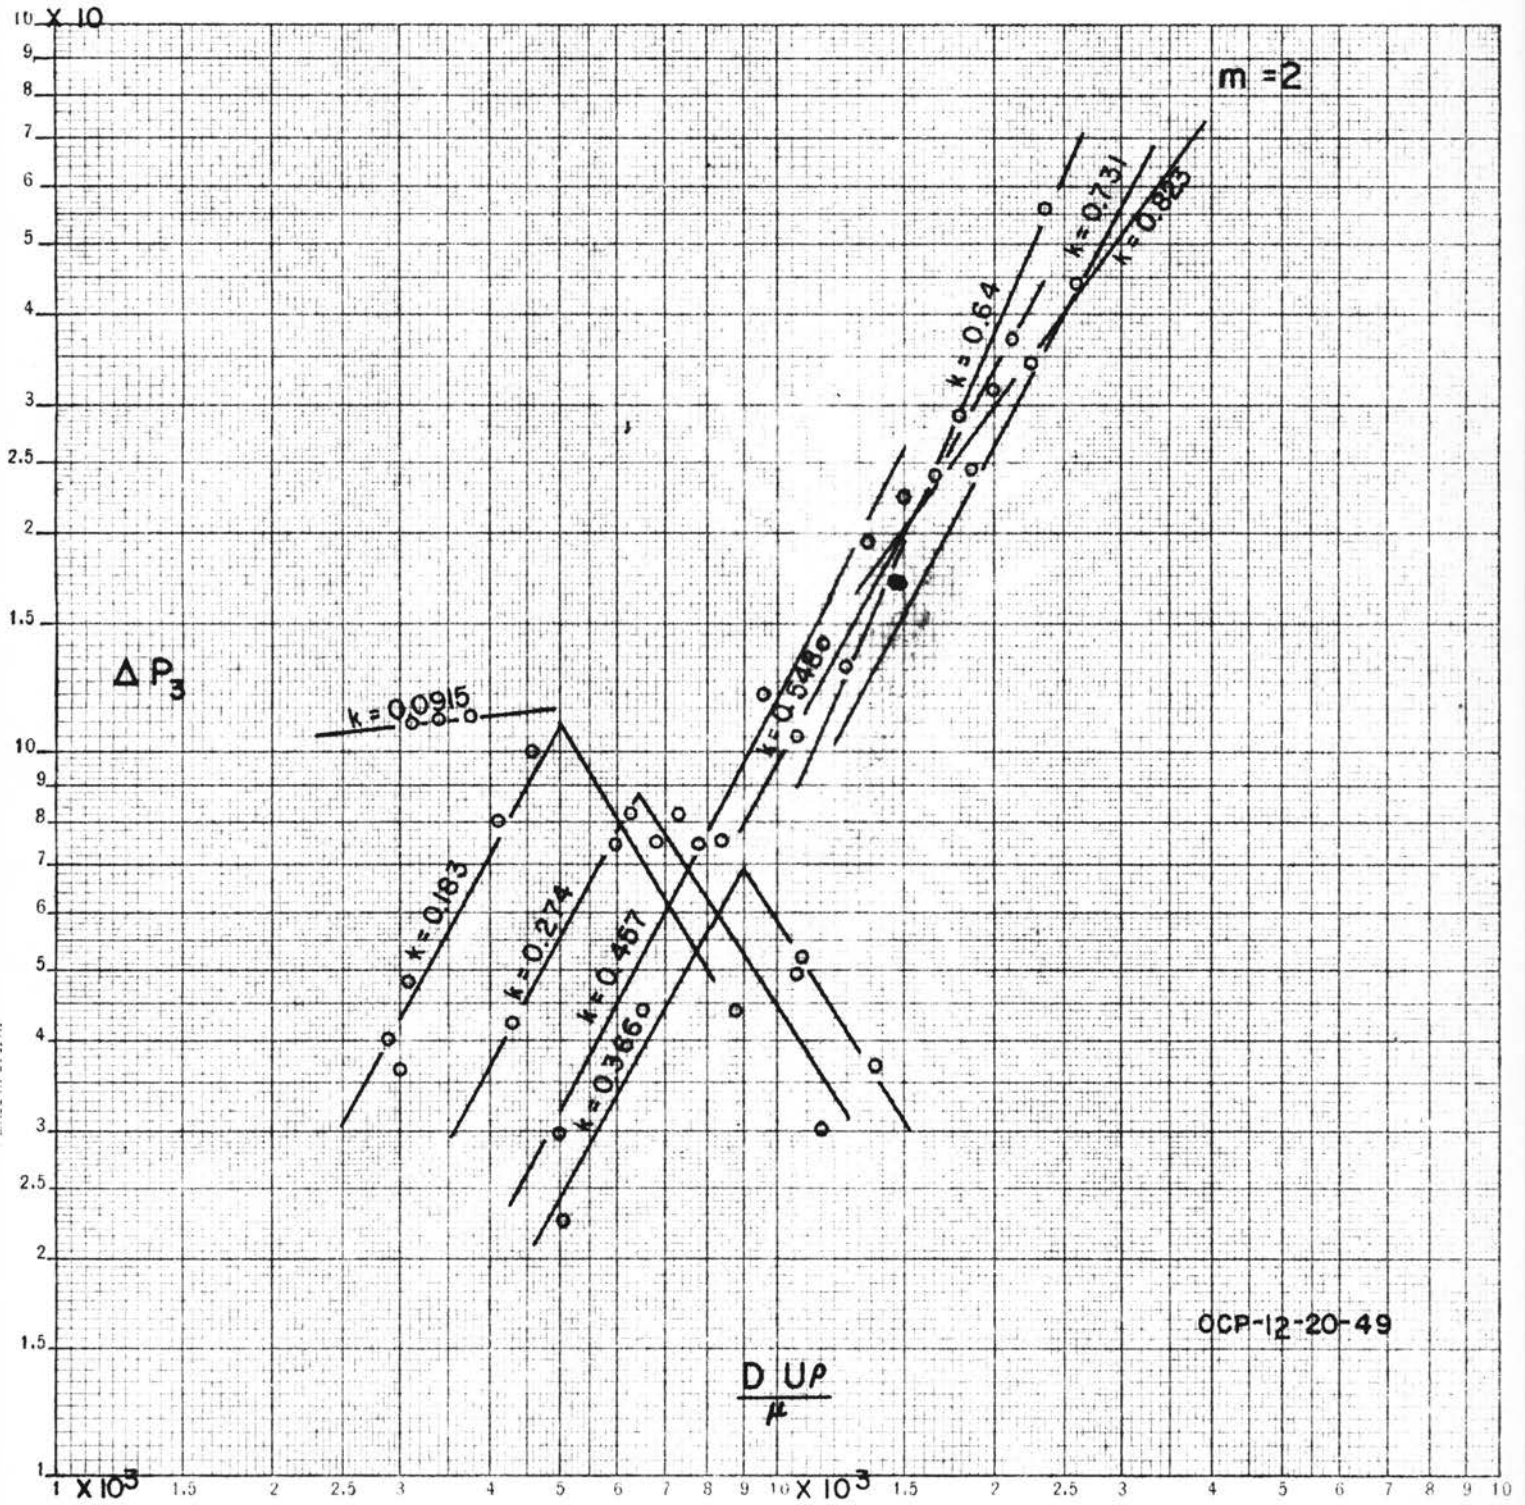 10 X 10
9
8
7
6
5
4
3
2.5
2
1.5
10
9
8
7
6
5
4
3
2.5
2
1.5
1
m = 2
k = 0.731
k = 0.823
k = 0.64
k = 0.548
k = 0.0915
Δ P₃
k = 0.183
k = 0.274
k = 0.457
k = 0.366
OCP-12-20-49
D Uρ
μ
1 X 10³ 1.5 2 2.5 3 4 5 6 7 8 9 10 X 10³ 1.5 2 2.5 3 4 5 6 7 8 9 10